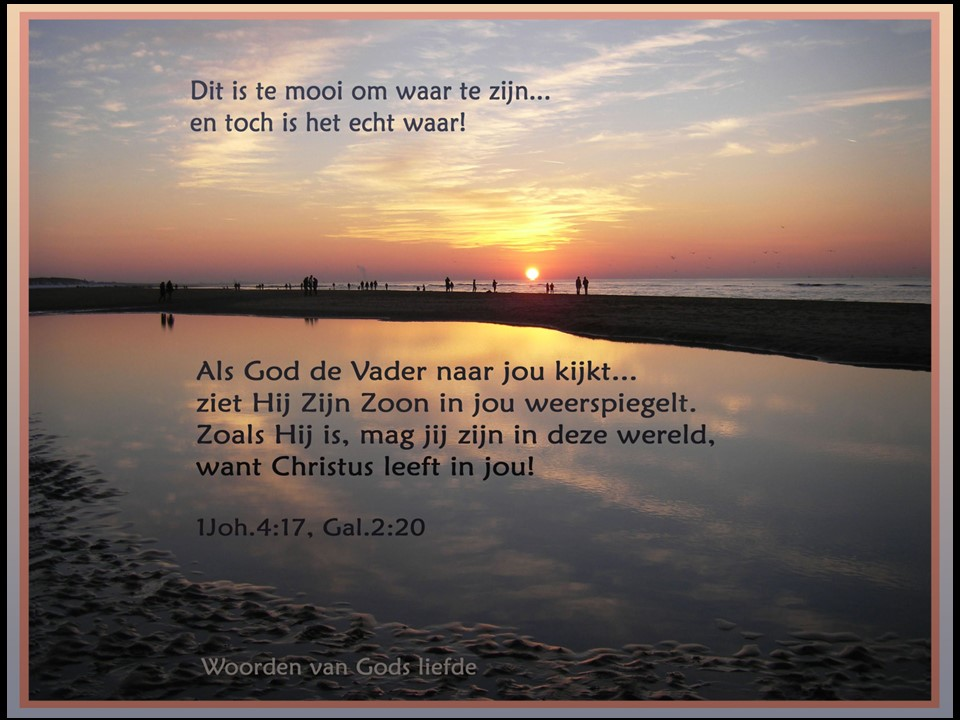 Dit is te mooi om waar te zijn...
en toch is het echt waar!
Als God de Vader naar jou kijkt...
ziet Hij Zijn Zoon in jou weerspiegelt.
Zoals Hij is, mag jij zijn in deze wereld,
want Christus leeft in jou!
1Joh.4:17, Gal.2:20
Woorden van Gods liefde